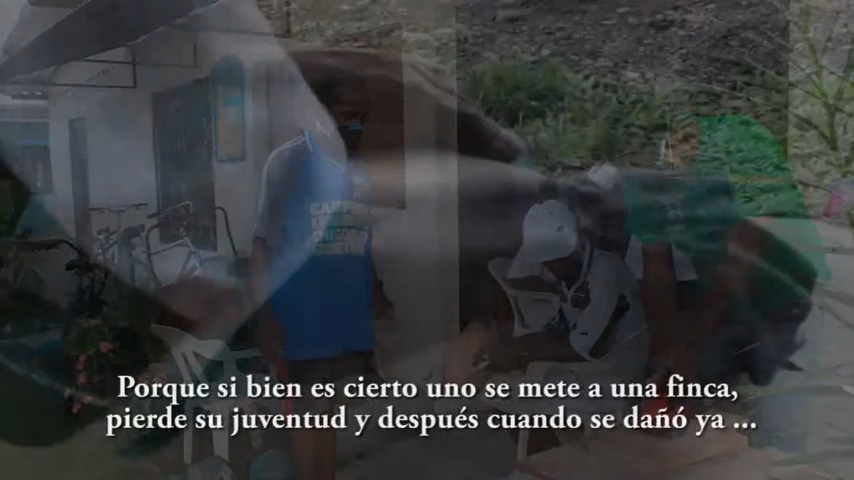 Porque si bien es cierto uno se mete a una finca,
pierde su juventud y después cuando se dañó ya ...